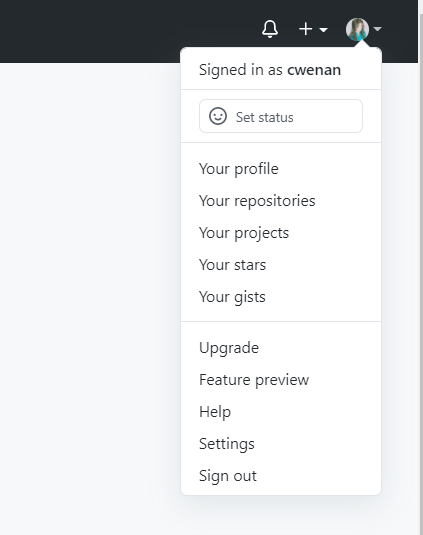 Signed in as cwenan
Set status
Your profile
Your repositories
Your projects
Your stars
Your gists
Upgrade
Feature preview
Help
Settings
Sign out